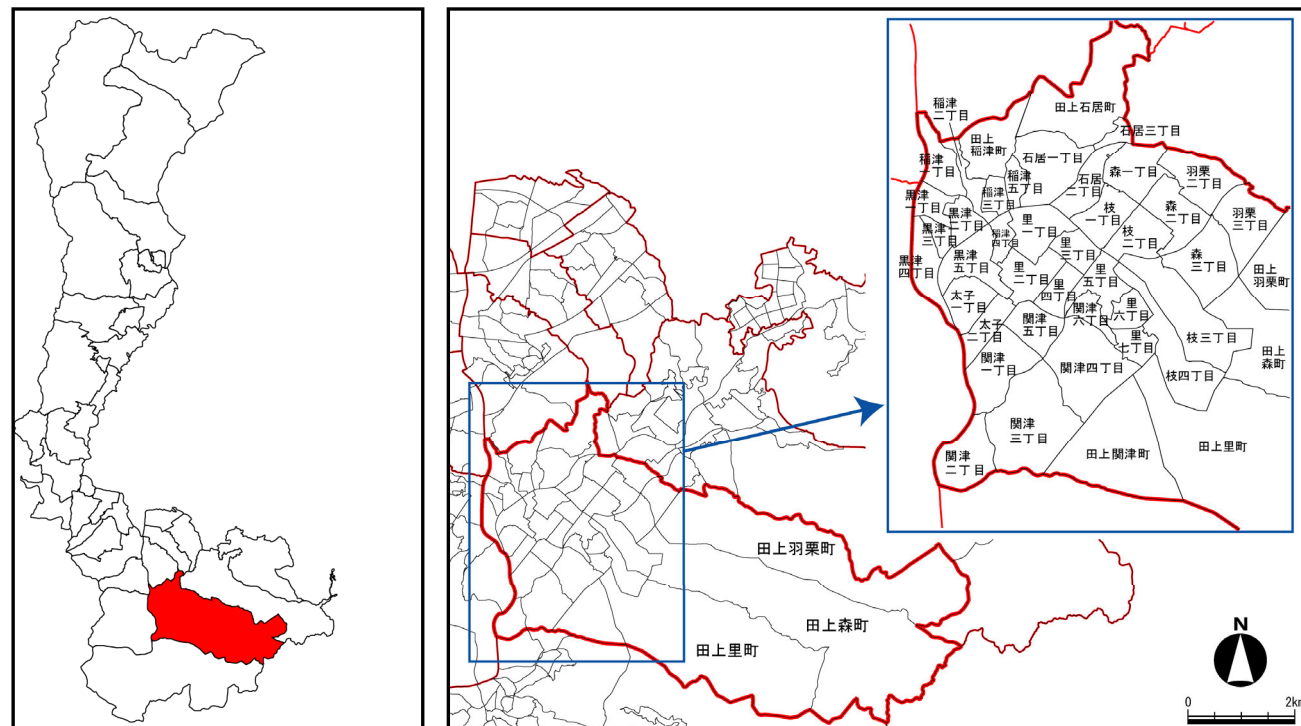 稲津
二丁目
田上石居町
田上
稲津町
石居三丁目
稲津
一丁目
石居一丁目
稲津
五丁目
石居
二丁目
森一丁目
羽栗
二丁目
黒津
一丁目
稲津
三丁目
黒津
二丁目
黒津
三丁目
稲津
四丁目
里
一丁目
枝
一丁目
森
二丁目
羽栗
三丁目
枝
二丁目
里
三丁目
黒津
四丁目
黒津
五丁目
里
二丁目
里
五丁目
森
三丁目
田上
羽栗町
里
四丁目
太子
一丁目
関津
六丁目
里
六丁目
太子
二丁目
関津
五丁目
里
七丁目
枝三丁目
田上
森町
関津
一丁目
関津四丁目
枝四丁目
関津
三丁目
田上関津町
田上里町
関津
二丁目
田上羽栗町
田上森町
田上里町
N
0
2km